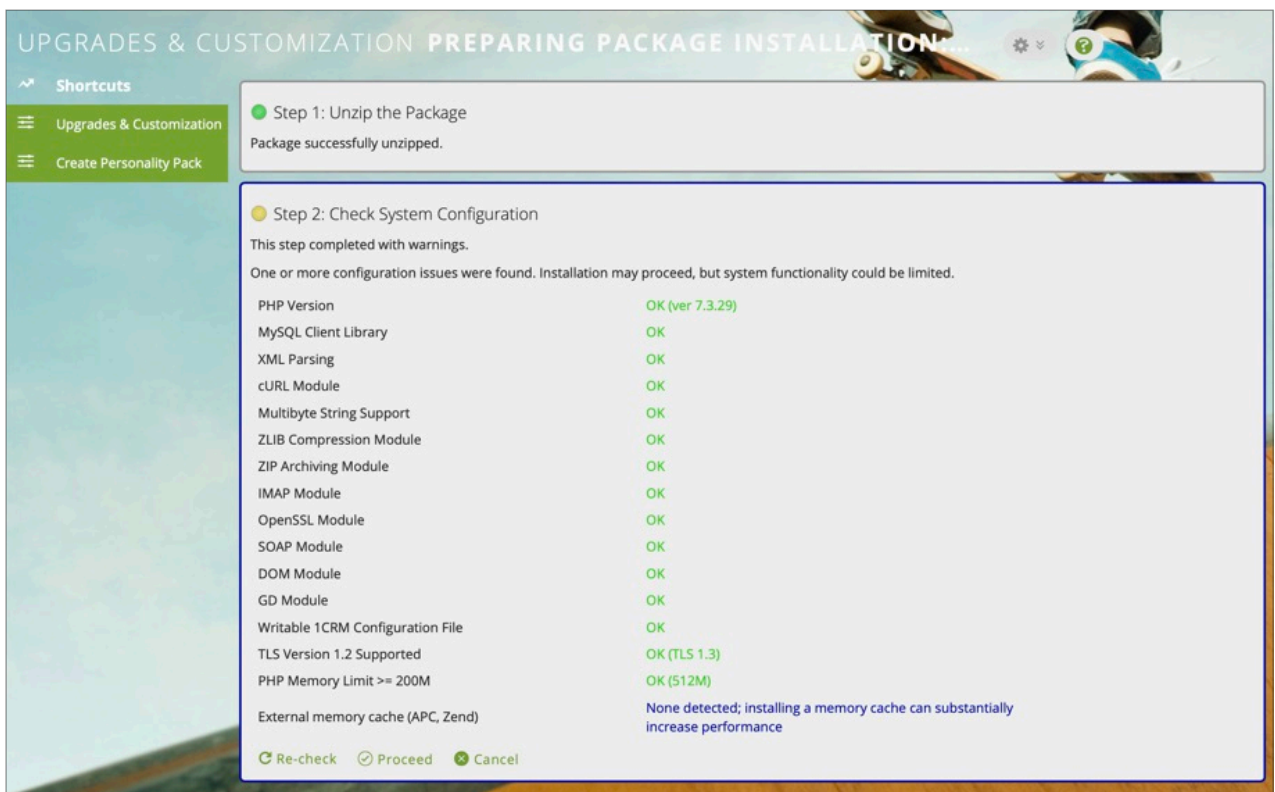 UPGRADES & CUSTOMIZATION PREPARING PACKAGE INSTALLATION:...
Shortcuts
Upgrades & Customization
Create Personality Pack
Step 1: Unzip the Package
Package successfully unzipped.
Step 2: Check System Configuration
This step completed with warnings.
One or more configuration issues were found. Installation may proceed, but system functionality could be limited.
PHP Version OK (ver 7.3.29)
MySQL Client Library OK
XML Parsing OK
cURL Module OK
Multibyte String Support OK
ZLIB Compression Module OK
ZIP Archiving Module OK
IMAP Module OK
OpenSSL Module OK
SOAP Module OK
DOM Module OK
GD Module OK
Writable 1CRM Configuration File OK
TLS Version 1.2 Supported OK (TLS 1.3)
PHP Memory Limit >= 200M OK (512M)
External memory cache (APC, Zend) None detected; installing a memory cache can substantially
increase performance
Re-check Proceed Cancel